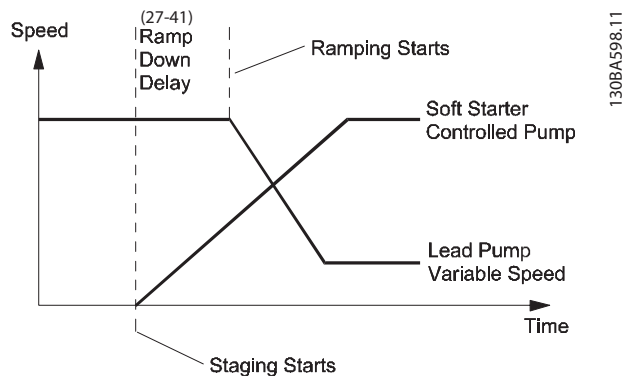 (27-41)
Speed
Ramp
Down
Delay
Ramping Starts
130BA598.11
Soft Starter
Controlled Pump
Lead Pump
Variable Speed
Time
Staging Starts